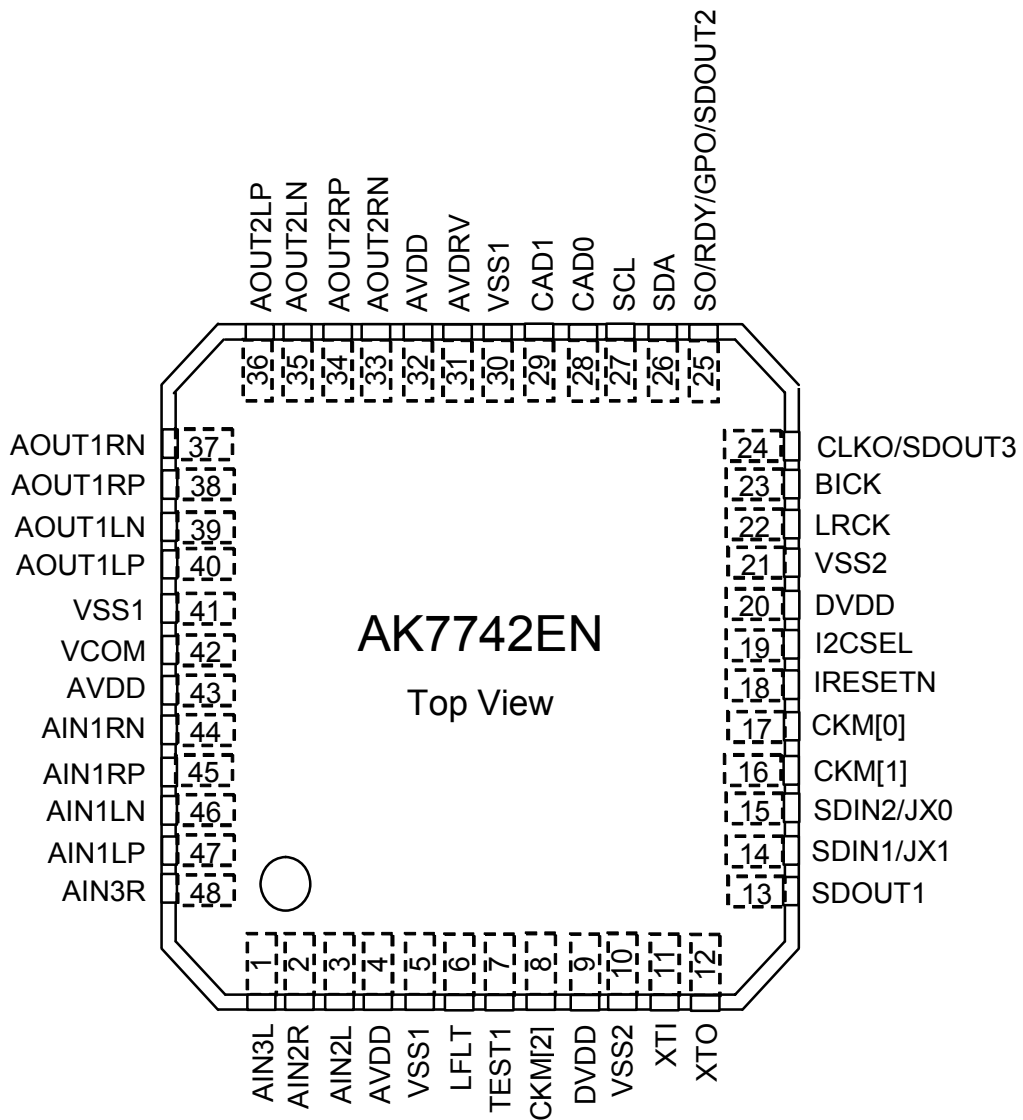 SO/RDY/GPO/SDOUT2
AOUT2LP
AOUT2LN
AOUT2RP
AOUT2RN
AVDD
AVDRV
VSS1
CAD1
CAD0
SCL
SDA
36
35
34
33
32
31
30
29
28
27
26
25
AOUT1RN 37
AOUT1RP 38
AOUT1LN 39
AOUT1LP 40
VSS1 41
VCOM 42
AVDD 43
AIN1RN 44
AIN1RP 45
AIN1LN 46
AIN1LP 47
AIN3R 48
AK7742EN
Top View
24 CLKO/SDOUT3
23 BICK
22 LRCK
21 VSS2
20 DVDD
19 I2CSEL
18 IRESETN
17 CKM[0]
16 CKM[1]
15 SDIN2/JX0
14 SDIN1/JX1
13 SDOUT1
1
2
3
4
5
6
7
8
9
10
11
12
AIN3L
AIN2R
AIN2L
AVDD
VSS1
LFLT
TEST1
CKM[2]
DVDD
VSS2
XTI
XTO